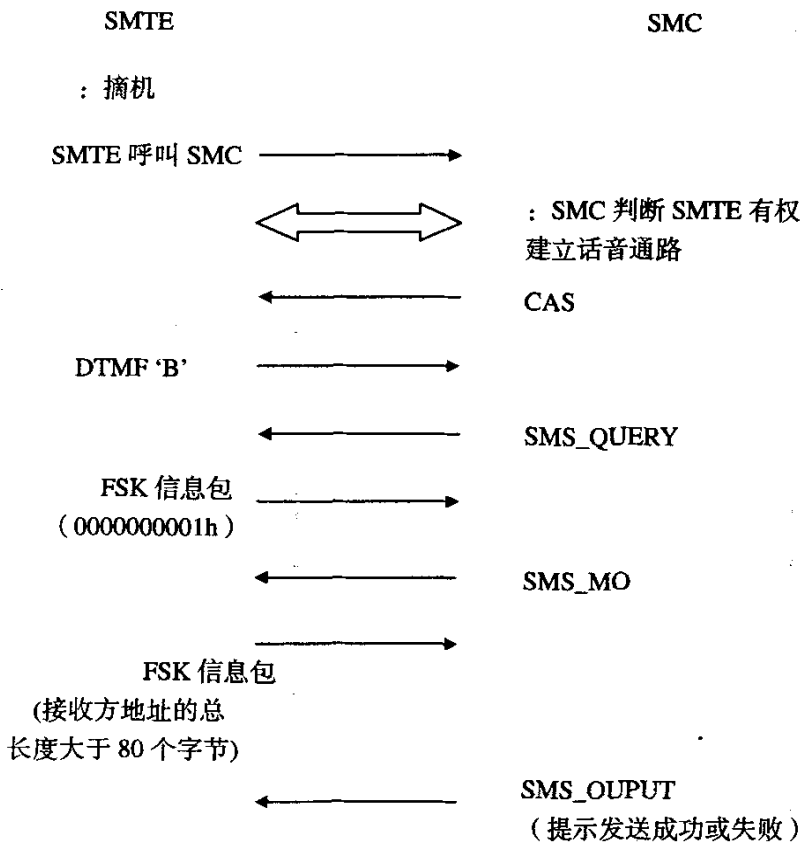 SMTE
SMC
：摘机
SMTE 呼叫 SMC
：SMC 判断 SMTE 有权
建立话音通路
CAS
DTMF ‘B’
SMS_QUERY
FSK 信息包
（0000000001h）
SMS_MO
FSK 信息包
(接收方地址的总
长度大于 80 个字节)
SMS_OUPUT
（提示发送成功或失败）